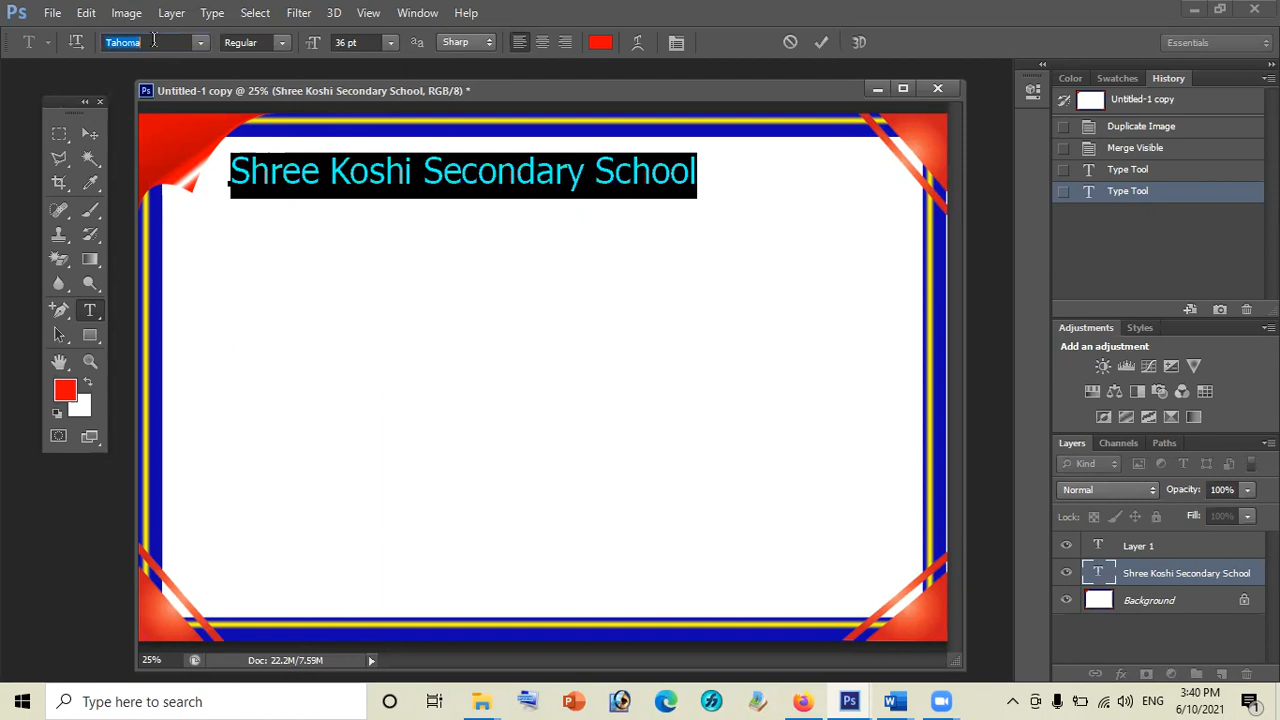 Ps File Edit Image Layer Type Select Filter 3D View Window Help
T Tahoma Regular 36 pt aa Sharp 3D Essentials
Ps Untitled-1 copy @ 25% (Shree Koshi Secondary School, RGB/8) *
Color Swatches History
Untitled-1 copy
Duplicate Image
Merge Visible
T Type Tool
T Type Tool
Shree Koshi Secondary School
Adjustments Styles
Add an adjustment
Layers Channels Paths
Kind
Normal Opacity: 100%
Lock: Fill: 100%
T Layer 1
T Shree Koshi Secondary School
Background
25% Doc: 22.2M/7.59M
Type here to search
ENG
3:40 PM
6/10/2021